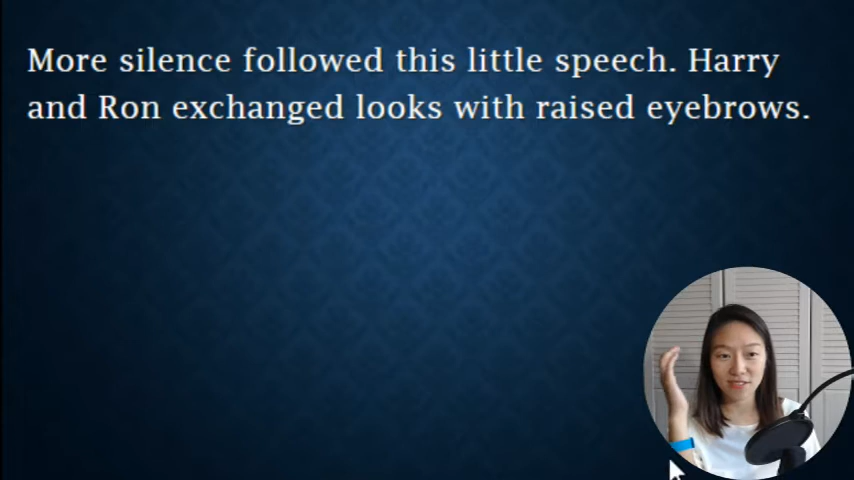 More silence followed this little speech. Harry
and Ron exchanged looks with raised eyebrows.